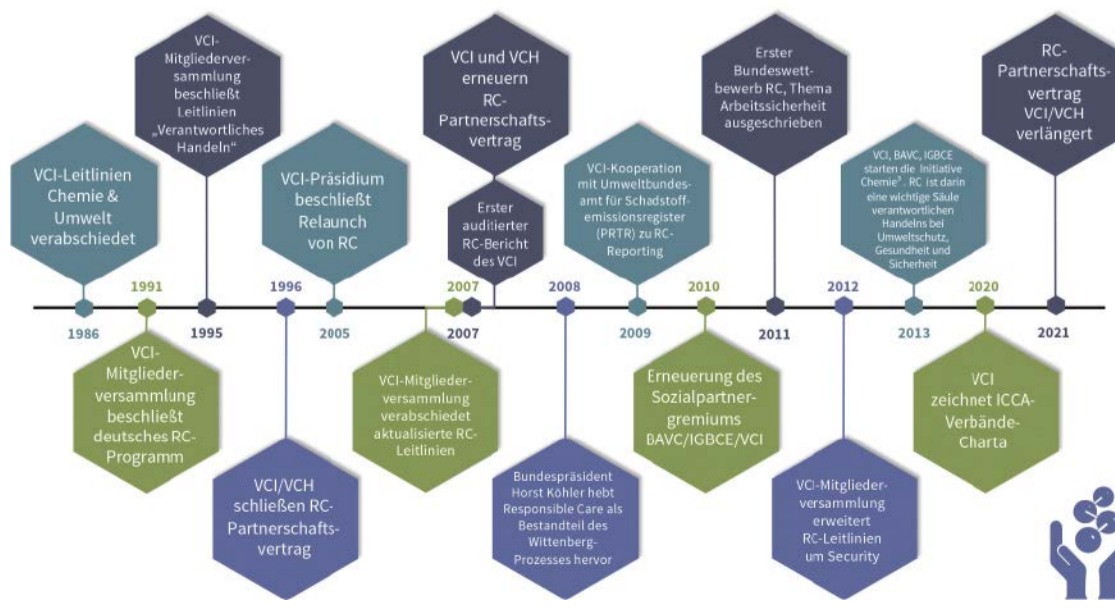 VCI-
Mitgliederver-
sammlung
beschließt
Leitlinien
„Verantwortliches
Handeln“
VCI und VCH
erneuern
RC-
Partnerschafts-
vertrag
Erster
Bundeswett-
bewerb RC, Thema
Arbeitssicherheit
ausgeschrieben
RC-
Partnerschafts-
vertrag
VCI/VCH
verlängert
VCI-Leitlinien
Chemie &
Umwelt
verabschiedet
VCI-Präsidium
beschließt
Relaunch
von RC
Erster
auditierter
RC-Bericht
des VCI
VCI-Kooperation
mit Umweltbundes-
amt für Schadstoff-
emissionsregister
(PRTR) zu RC-
Reporting
VCI, BAVC, IGBCE
starten die Initiative
Chemie³. RC ist darin
eine wichtige Säule
verantwortlichen
Handelns bei
Umweltschutz,
Gesundheit und
Sicherheit
1991
1996
2007
2008
2010
2012
2020
1986
1995
2005
2007
2009
2011
2013
2021
VCI-
Mitglieder-
versammlung
beschließt
deutsches RC-
Programm
VCI/VCH
schließen RC-
Partnerschafts-
vertrag
VCI-Mitglieder-
versammlung
verabschiedet
aktualisierte RC-
Leitlinien
Bundespräsident
Horst Köhler hebt
Responsible Care als
Bestandteil des
Wittenberg-
Prozesses hervor
Erneuerung des
Sozialpartner-
gremiums
BAVC/IGBCE/VCI
VCI-Mitglieder-
versammlung
erweitert
RC-Leitlinien
um Security
VCI
zeichnet ICCA-
Verbände-
Charta